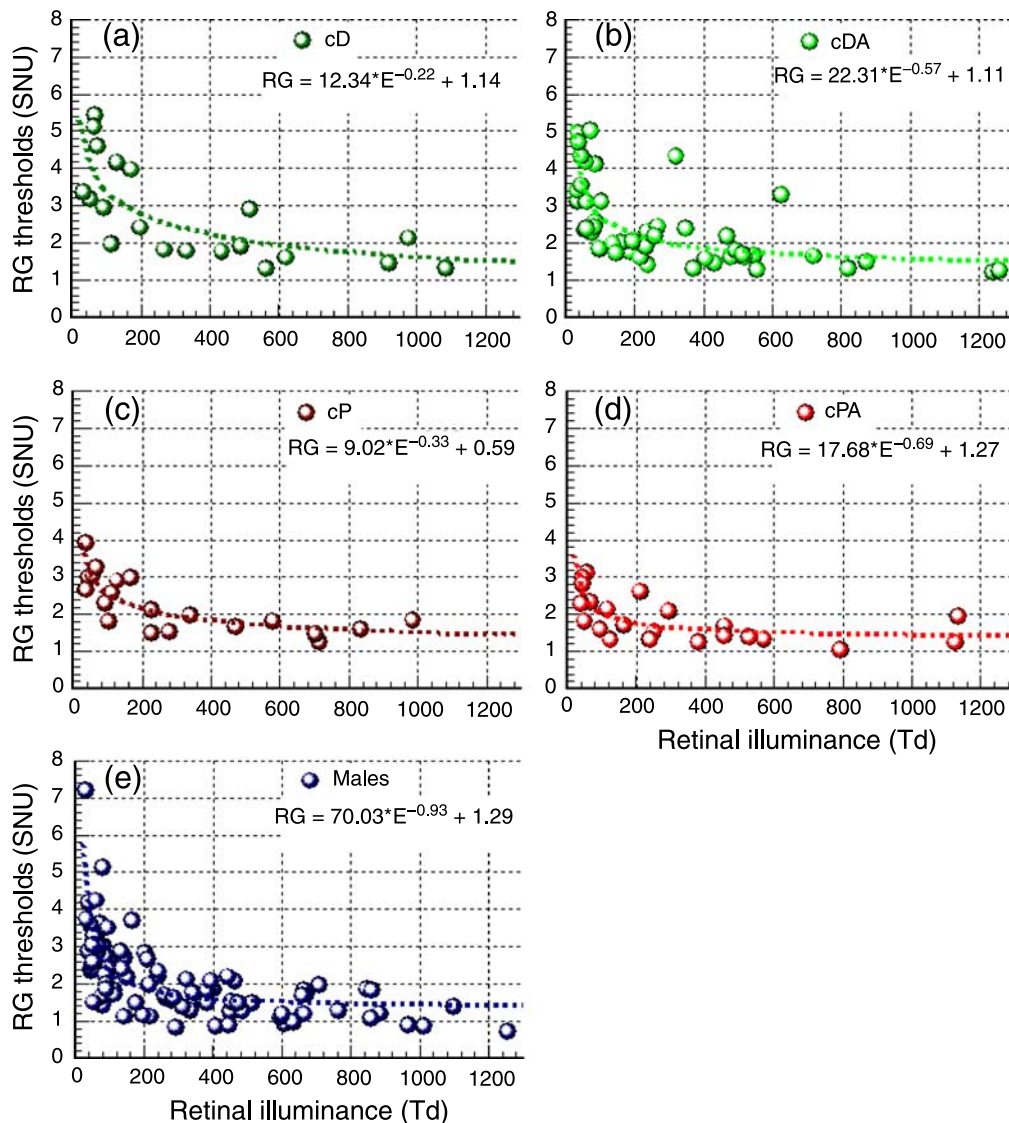 (a) cD
RG = 12.34*E^−0.22 + 1.14
RG thresholds (SNU)
8
7
6
5
4
3
2
1
0
0 200 400 600 800 1000 1200
(b) cDA
RG = 22.31*E^−0.57 + 1.11
8
7
6
5
4
3
2
1
0
0 200 400 600 800 1000 1200
(c) cP
RG = 9.02*E^−0.33 + 0.59
RG thresholds (SNU)
8
7
6
5
4
3
2
1
0
0 200 400 600 800 1000 1200
(d) cPA
RG = 17.68*E^−0.69 + 1.27
8
7
6
5
4
3
2
1
0
0 200 400 600 800 1000 1200
Retinal illuminance (Td)
(e) Males
RG = 70.03*E^−0.93 + 1.29
RG thresholds (SNU)
8
7
6
5
4
3
2
1
0
0 200 400 600 800 1000 1200
Retinal illuminance (Td)